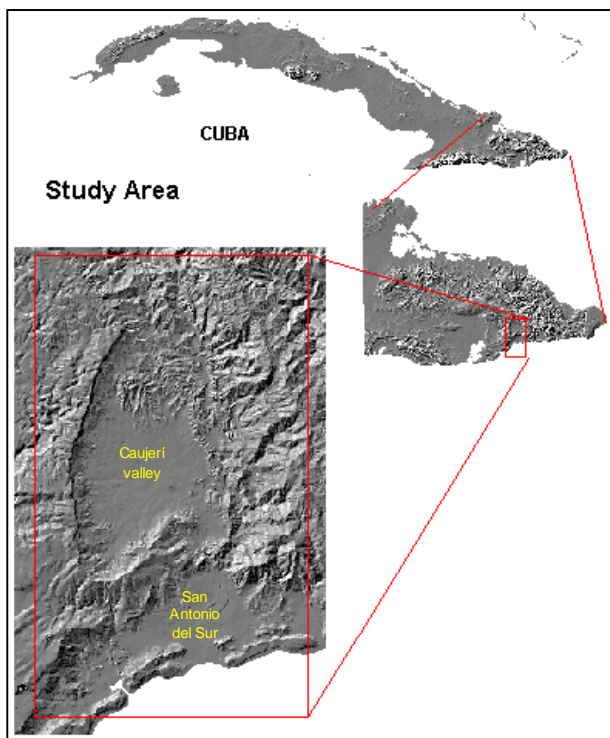 CUBA
Study Area
Caujerí
valley
San
Antonio
del Sur